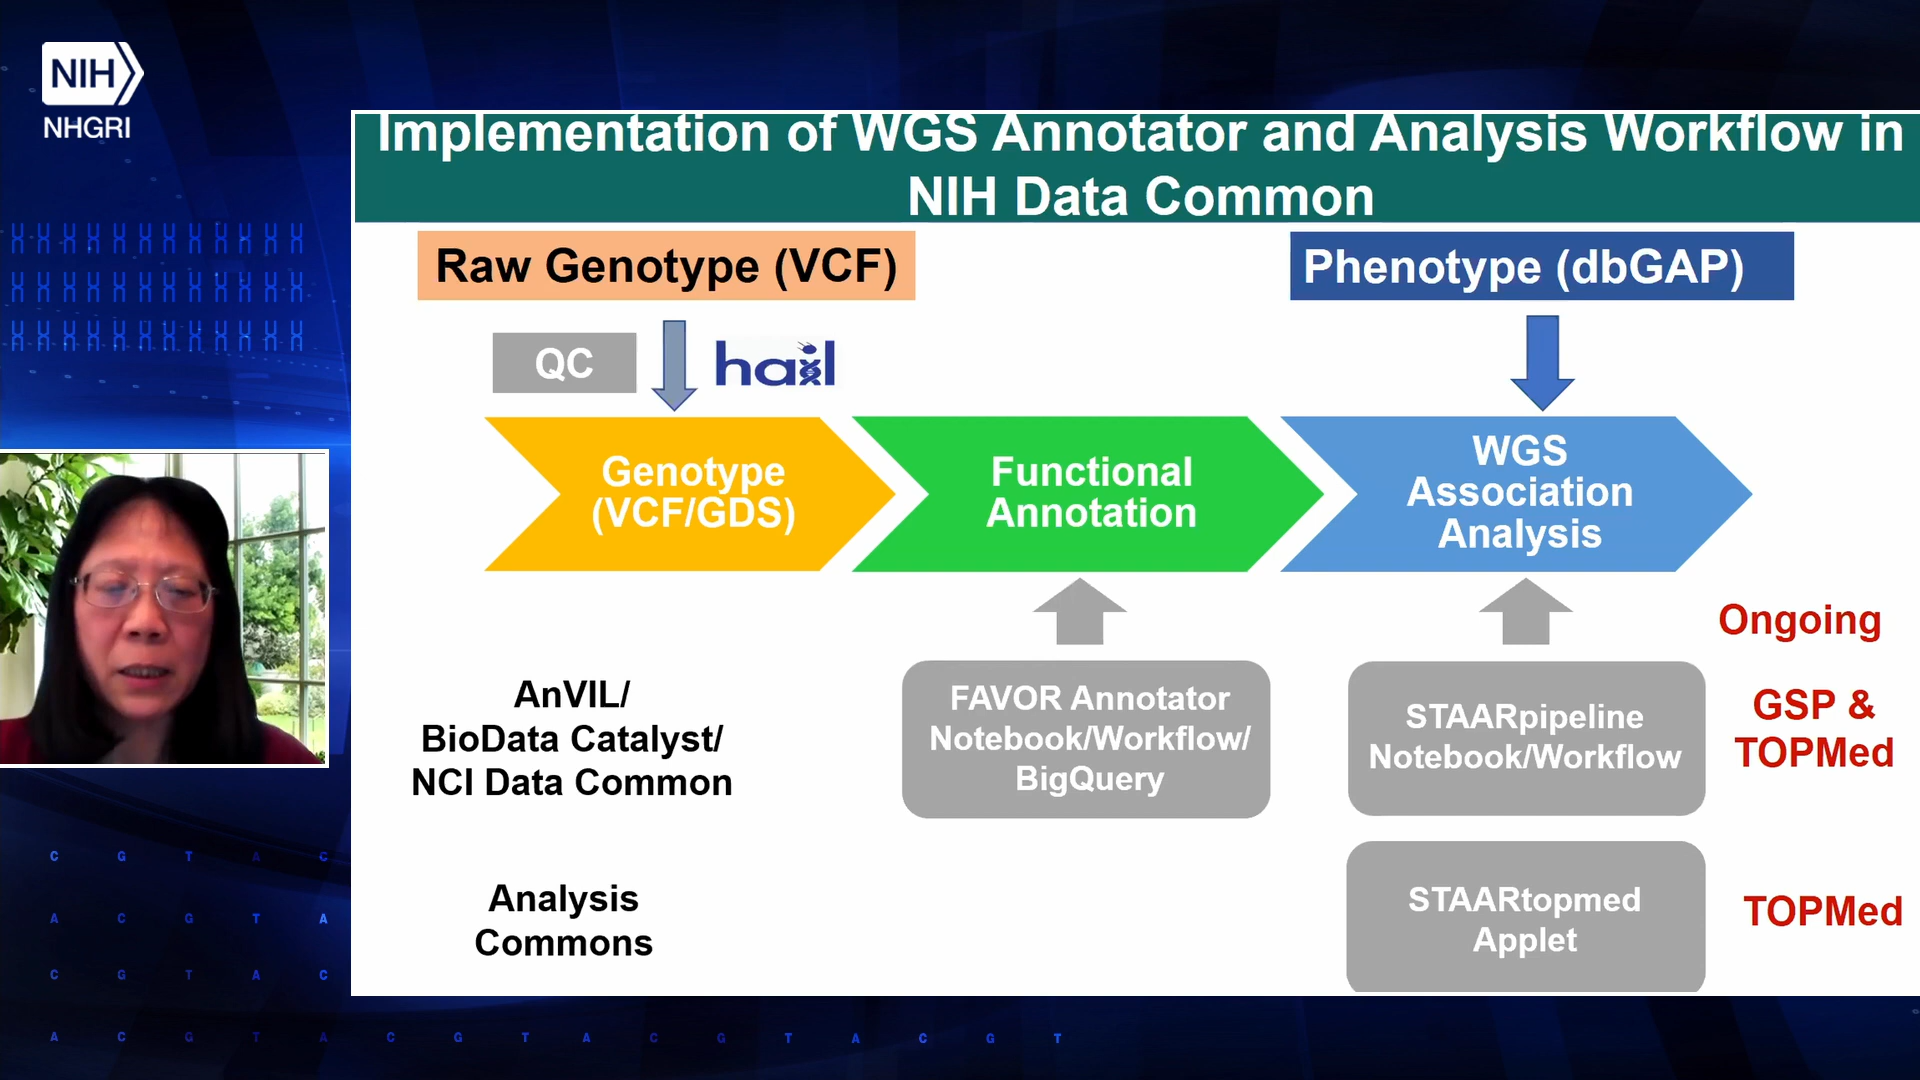 NIH
NHGRI
Implementation of WGS Annotator and Analysis Workflow in
NIH Data Common
Raw Genotype (VCF)
Phenotype (dbGAP)
QC
hail
Genotype
(VCF/GDS)
Functional
Annotation
WGS
Association
Analysis
Ongoing
AnVIL/
BioData Catalyst/
NCI Data Common
FAVOR Annotator
Notebook/Workflow/
BigQuery
STAARpipeline
Notebook/Workflow
GSP &
TOPMed
Analysis
Commons
STAARtopmed
Applet
TOPMed
C G T A C
A C G T A
C G T A C
A C G T A C G T A C G T A C G T